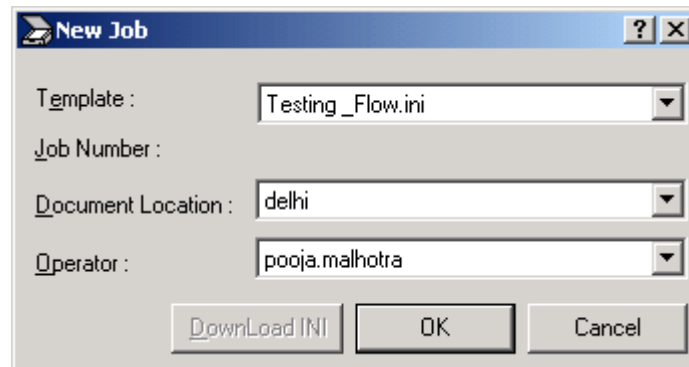 New Job
Template : Testing _Flow.ini
Job Number :
Document Location : delhi
Operator : pooja.malhotra
DownLoad INI OK Cancel